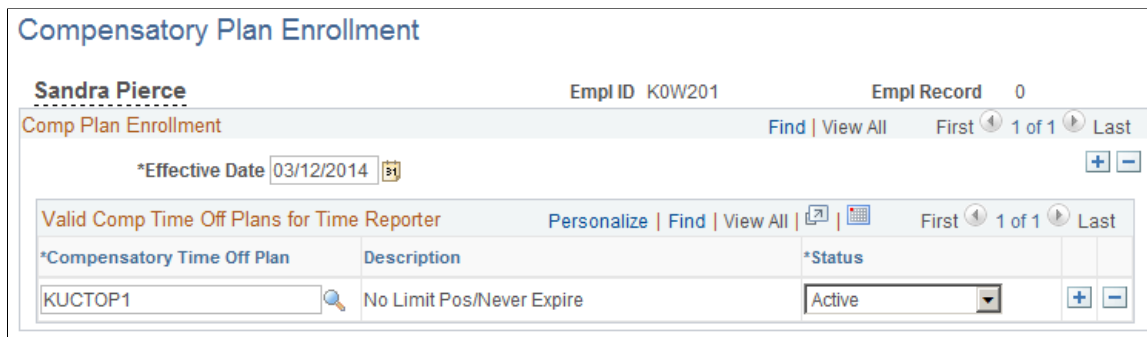 Compensatory Plan Enrollment
Sandra Pierce Empl ID K0W201 Empl Record 0
Comp Plan Enrollment Find | View All First 1 of 1 Last
*Effective Date 03/12/2014 31
Valid Comp Time Off Plans for Time Reporter Personalize | Find | View All | | First 1 of 1 Last
*Compensatory Time Off Plan Description *Status
KUCTOP1 No Limit Pos/Never Expire Active